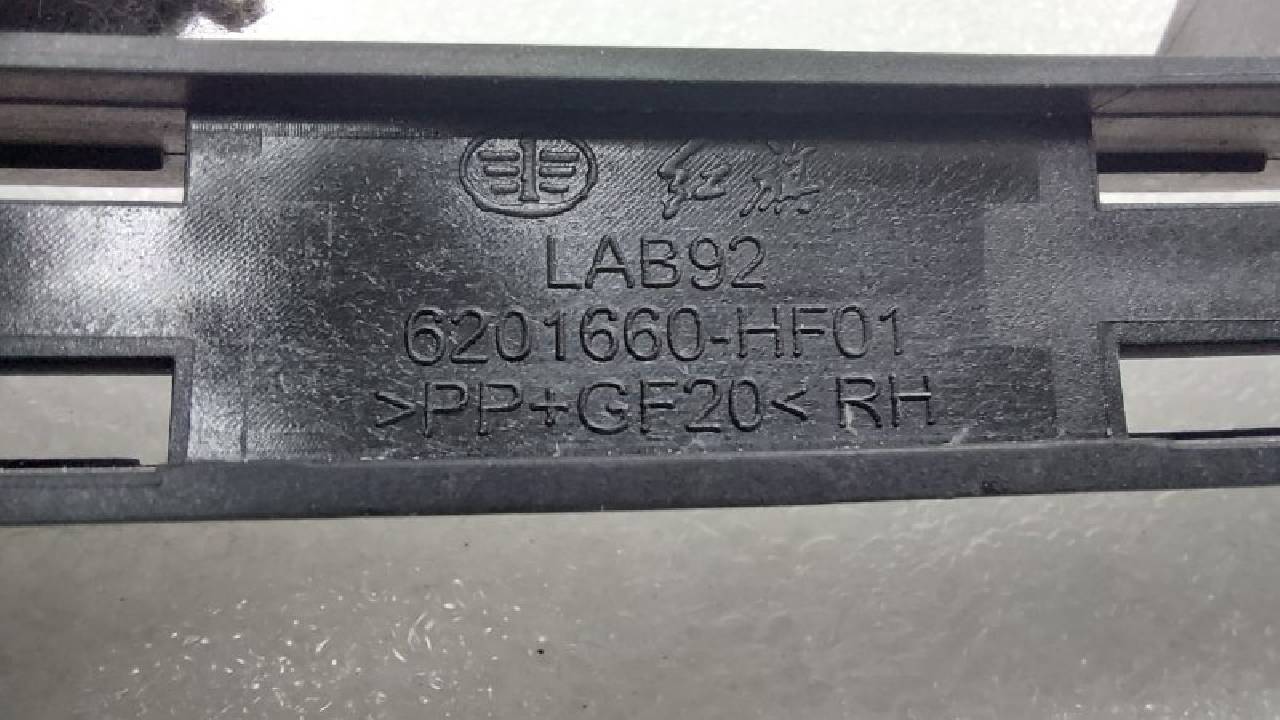 红旗
LAB92
6201660-HF01
>PP+GF20< RH